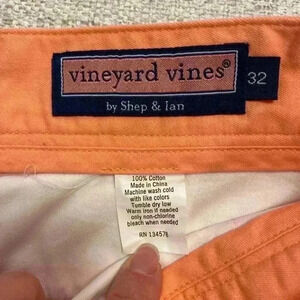 vineyard vines®
32
by Shep & Ian
100% Cotton
Made in China
Machine wash cold
with like colors
Tumble dry low
Warm iron if needed
only non-chlorine
bleach when needed
RN 134578